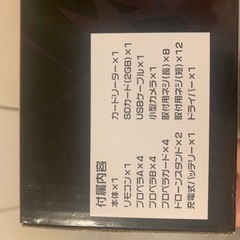 付属内容
本体×1
リモコン×1
プロペラA×4
プロペラB×4
プロペラガード×4
ドローンスタンド×2
充電式バッテリー×1
カードリーダー×1
SDカード(2GB)×1
USBケーブル×1
小型カメラ×1
取付用ネジ(長)×8
取付用ネジ(短)×12
ドライバー×1